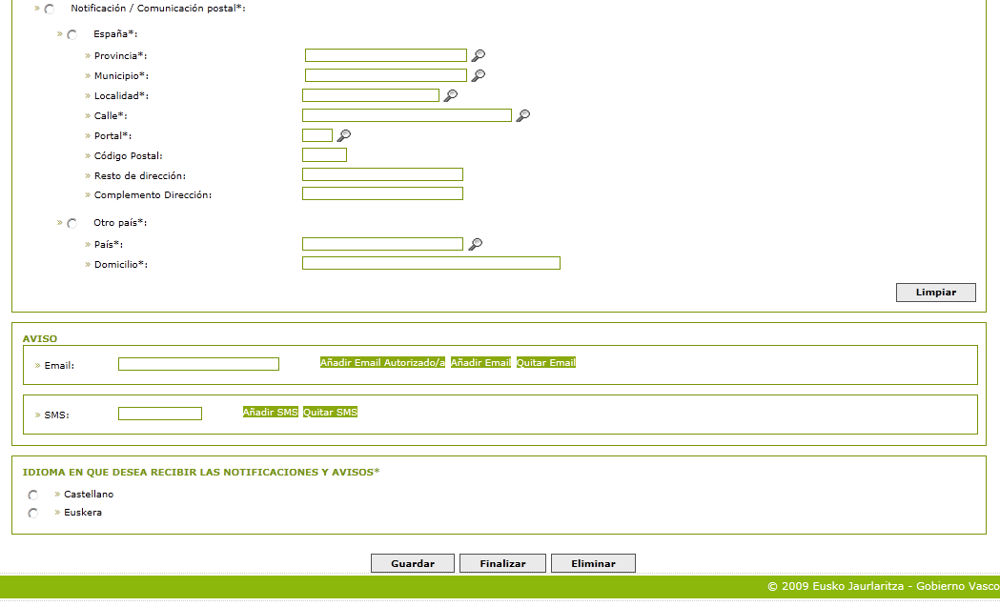 » Notificación / Comunicación postal*:
» España*:
» Provincia*:
» Municipio*:
» Localidad*:
» Calle*:
» Portal*:
» Código Postal:
» Resto de dirección:
» Complemento Dirección:
» Otro país*:
» País*:
» Domicilio*:
Limpiar
AVISO
» Email: Añadir Email Autorizado/a Añadir Email Quitar Email
» SMS: Añadir SMS Quitar SMS
IDIOMA EN QUE DESEA RECIBIR LAS NOTIFICACIONES Y AVISOS*
» Castellano
» Euskera
Guardar Finalizar Eliminar
© 2009 Eusko Jaurlaritza - Gobierno Vasco